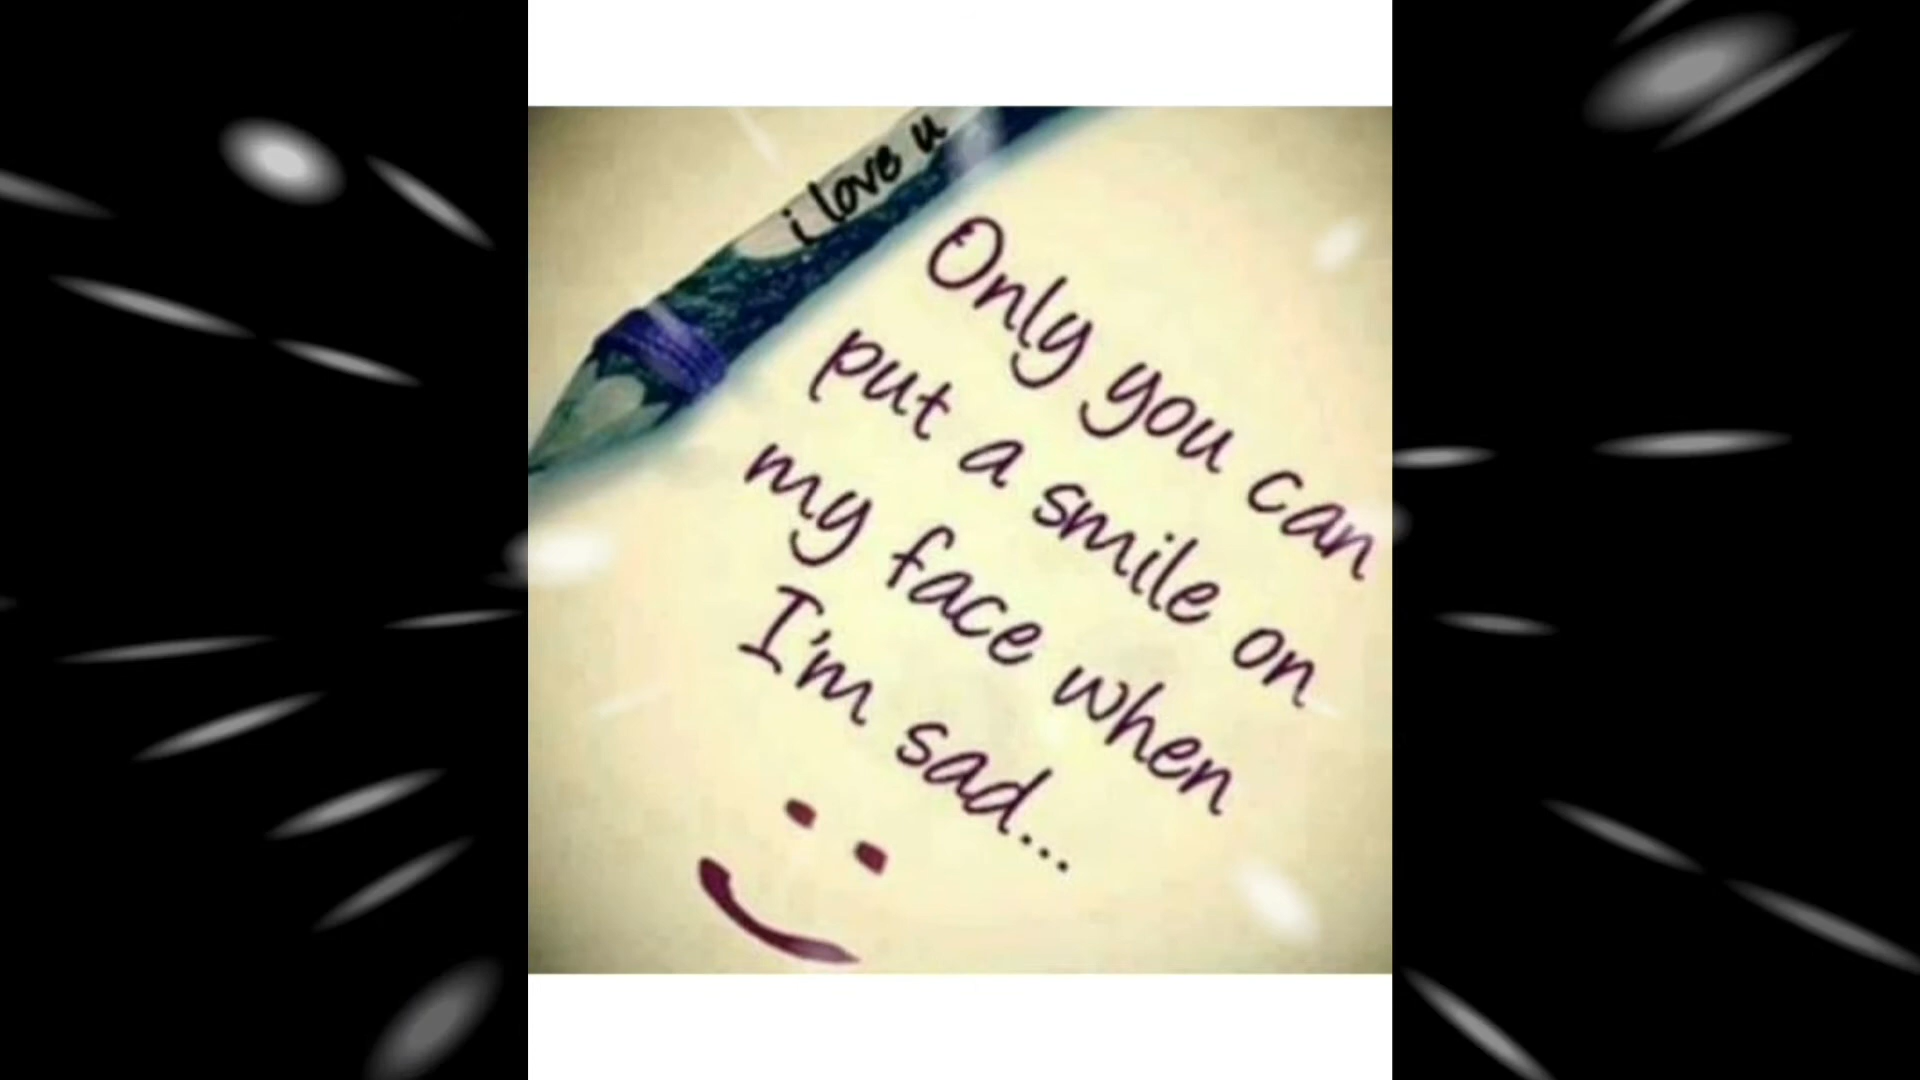 i love u
Only you can
put a smile on
my face when
I'm sad...